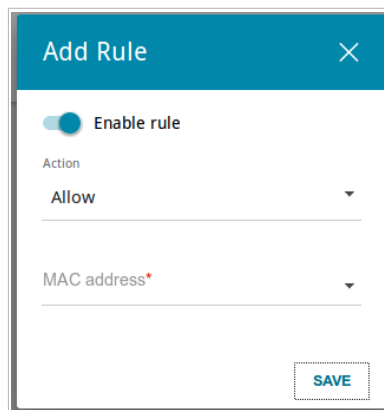 Add Rule
Enable rule
Action
Allow
MAC address*
SAVE